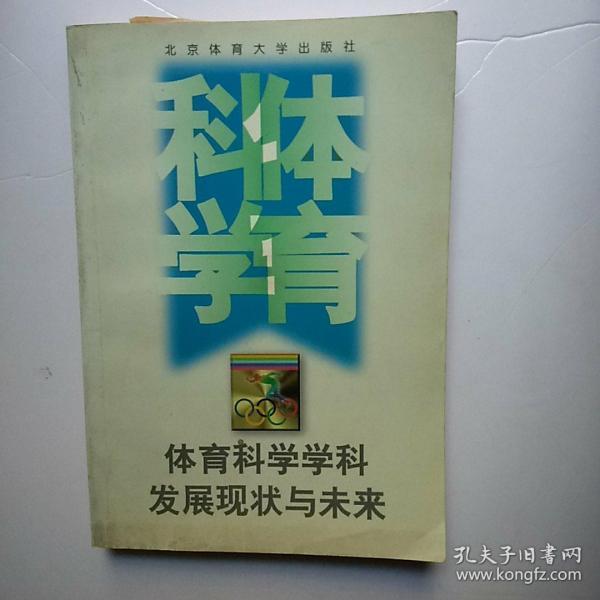 北京体育大学出版社
体育
科学
体育科学学科
发展现状与未来
孔夫子旧书网
www.kongfz.com